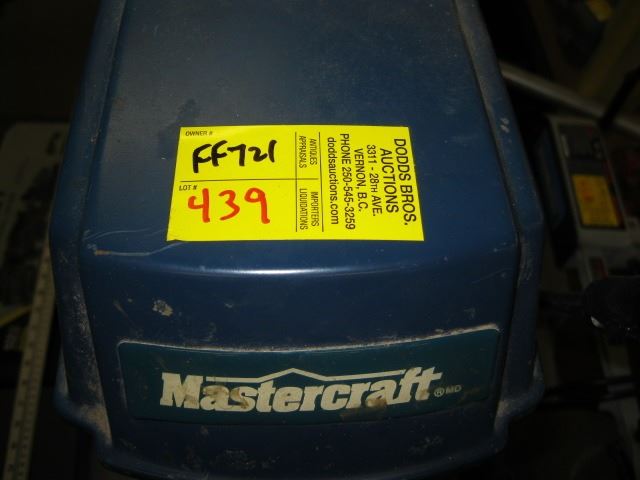 OWNER #
FF721
LOT #
439
ANTIQUES
APPRAISALS
IMPORTERS
LIQUIDATIONS
DODDS BROS.
AUCTIONS
3311 - 28TH AVE.
VERNON, B.C.
PHONE 250-545-3259
doddsauctions.com
Mastercraft ® MD